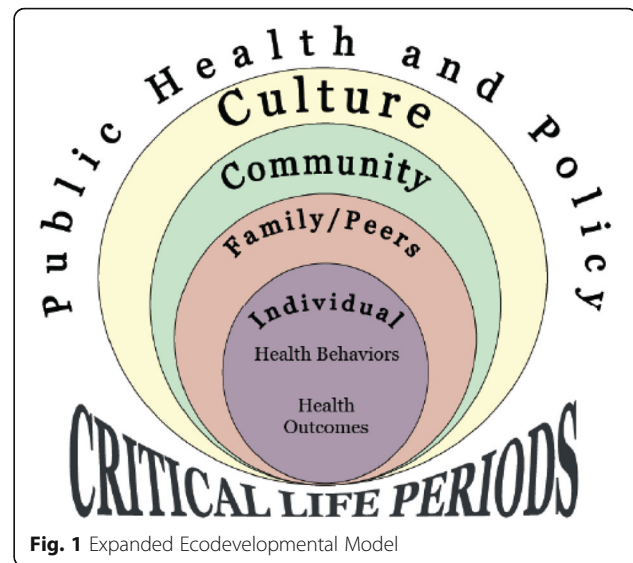 Public Health and Policy
Culture
Community
Family/Peers
Individual
Health Behaviors
Health
Outcomes
CRITICAL LIFE PERIODS
Fig. 1 Expanded Ecodevelopmental Model